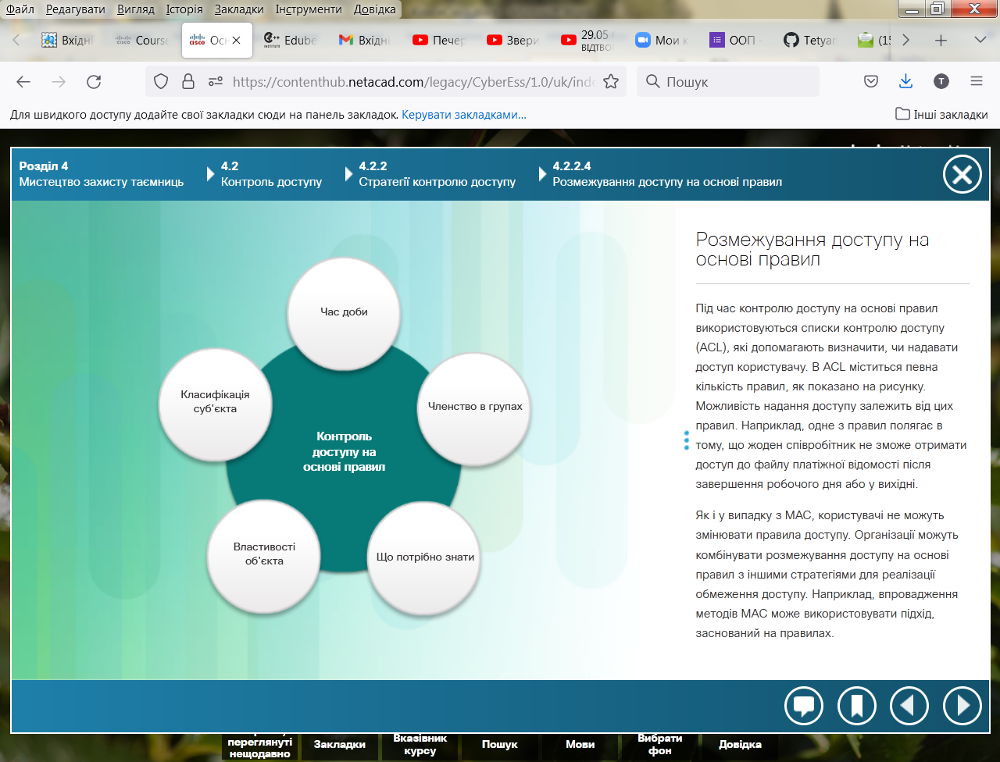 Файл Редагувати Вигляд Історія Закладки Інструменти Довідка
Вхідні Course Осн Edube Вхідні Печер Звери 29.05 Мои к ООП - Tetyan (15
ВІДТВО
https://contenthub.netacad.com/legacy/CyberEss/1.0/uk/inde
Пошук
Для швидкого доступу додайте свої закладки сюди на панель закладок. Керувати закладками...
Інші закладки
Розділ 4
Мистецтво захисту таємниць
4.2
Контроль доступу
4.2.2
Стратегії контролю доступу
4.2.2.4
Розмежування доступу на основі правил
Час доби
Класифікація
суб'єкта
Членство в групах
Контроль
доступу на
основі правил
Властивості
об'єкта
Що потрібно знати
Розмежування доступу на
основі правил
Під час контролю доступу на основі правил
використовуються списки контролю доступу
(ACL), які допомагають визначити, чи надавати
доступ користувачу. В ACL міститься певна
кількість правил, як показано на рисунку.
Можливість надання доступу залежить від цих
правил. Наприклад, одне з правил полягає в
тому, що жоден співробітник не зможе отримати
доступ до файлу платіжної відомості після
завершення робочого дня або у вихідні.
Як і у випадку з MAC, користувачі не можуть
змінювати правила доступу. Організації можуть
комбінувати розмежування доступу на основі
правил з іншими стратегіями для реалізації
обмеження доступу. Наприклад, впровадження
методів MAC може використовувати підхід,
заснований на правилах.
переглянуті
нещодавно
Закладки
Вказівник
курсу
Пошук
Мови
Вибрати
фон
Довідка